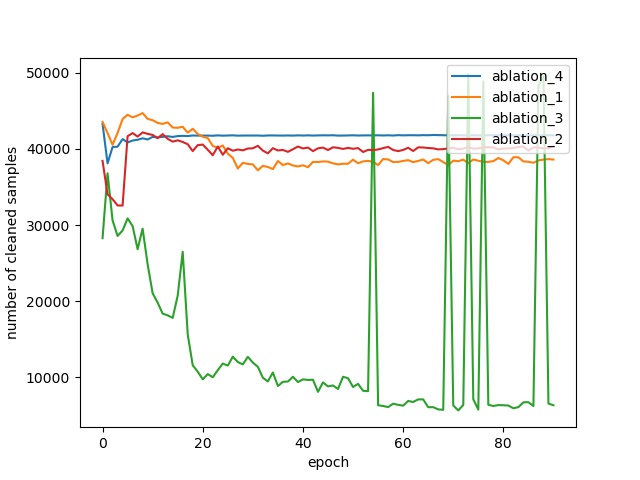 50000
40000
30000
20000
10000
number of cleaned samples
0
20
40
60
80
epoch
ablation_4
ablation_1
ablation_3
ablation_2